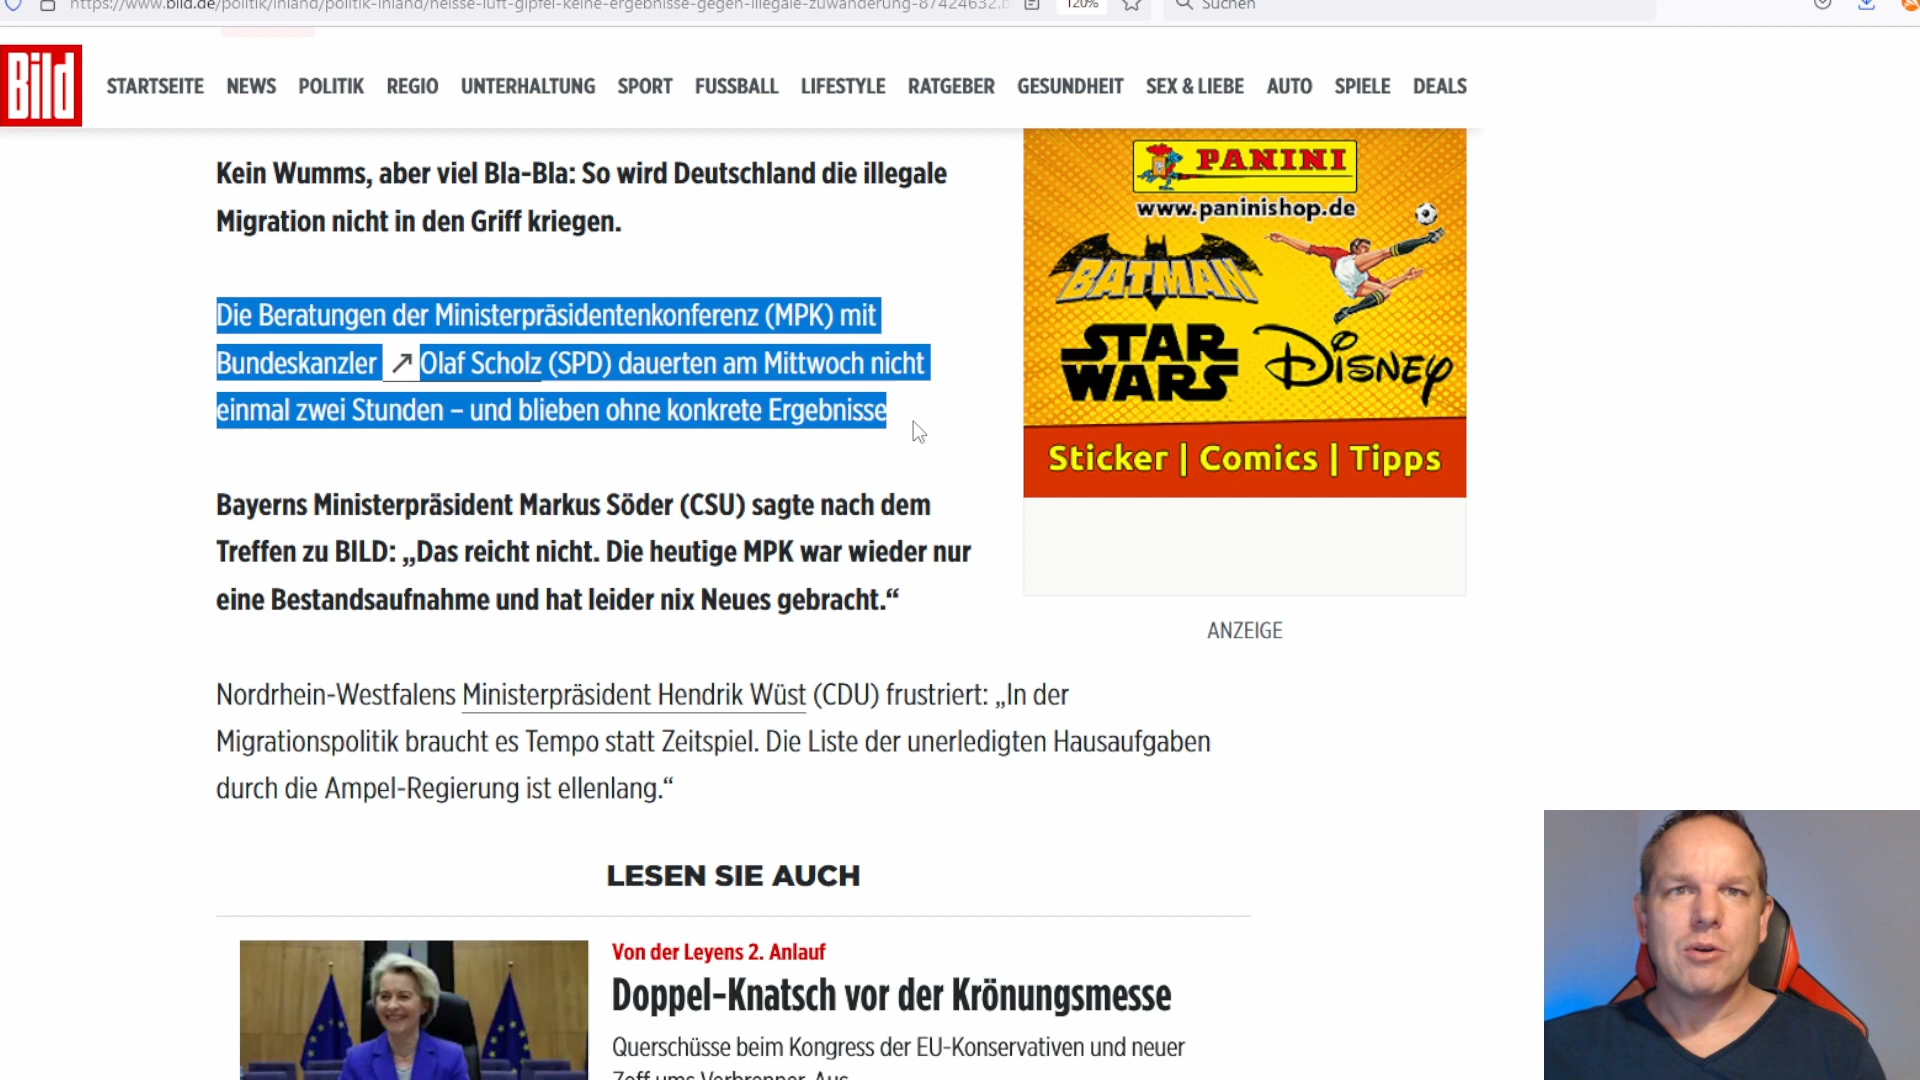 https://www.bild.de/politik/inland/politik-inland/heisse-luft-gipfel-keine-ergebnisse-gegen-illegale-zuwanderung-87424632.b
120%
Suchen
Bild
STARTSEITE NEWS POLITIK REGIO UNTERHALTUNG SPORT FUSSBALL LIFESTYLE RATGEBER GESUNDHEIT SEX & LIEBE AUTO SPIELE DEALS
Kein Wumms, aber viel Bla-Bla: So wird Deutschland die illegale
Migration nicht in den Griff kriegen.
Die Beratungen der Ministerpräsidentenkonferenz (MPK) mit
Bundeskanzler ↗ Olaf Scholz (SPD) dauerten am Mittwoch nicht
einmal zwei Stunden – und blieben ohne konkrete Ergebnisse
Bayerns Ministerpräsident Markus Söder (CSU) sagte nach dem
Treffen zu BILD: „Das reicht nicht. Die heutige MPK war wieder nur
eine Bestandsaufnahme und hat leider nix Neues gebracht.“
Nordrhein-Westfalens Ministerpräsident Hendrik Wüst (CDU) frustriert: „In der
Migrationspolitik braucht es Tempo statt Zeitspiel. Die Liste der unerledigten Hausaufgaben
durch die Ampel-Regierung ist ellenlang.“
PANINI
www.paninishop.de
BATMAN
STAR
WARS
Disney
Sticker | Comics | Tipps
ANZEIGE
LESEN SIE AUCH
Von der Leyens 2. Anlauf
Doppel-Knatsch vor der Krönungsmesse
Querschüsse beim Kongress der EU-Konservativen und neuer
Zoff ums Verbrenner-Aus